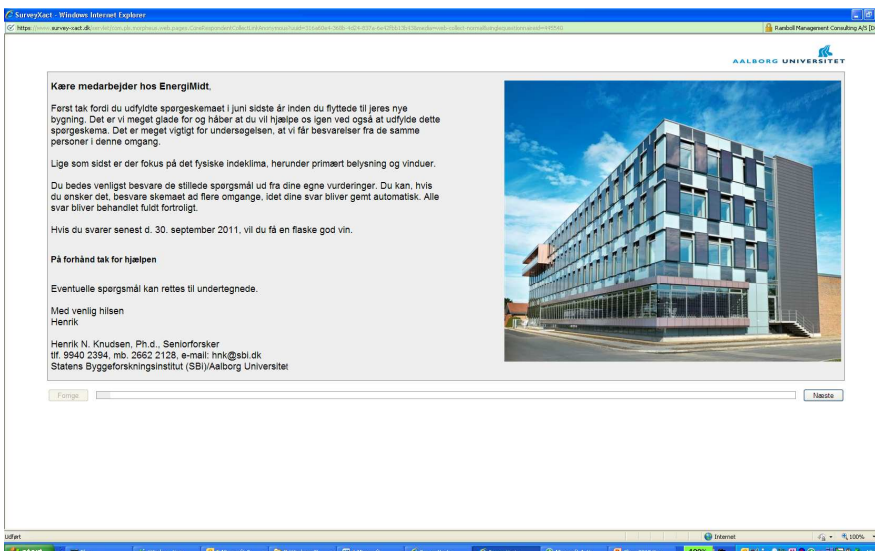 SurveyXact - Windows Internet Explorer
Ramboll Management Consulting A/S [D
AALBORG UNIVERSITET
Kære medarbejder hos EnergiMidt,
Først tak fordi du udfyldte spørgeskemaet i juni sidste år inden du flyttede til jeres nye
bygning. Det er vi meget glade for og håber at du vil hjælpe os igen ved også at udfylde dette
spørgeskema. Det er meget vigtigt for undersøgelsen, at vi får besvarelser fra de samme
personer i denne omgang.
Lige som sidst er der fokus på det fysiske indeklima, herunder primært belysning og vinduer.
Du bedes venligst besvare de stillede spørgsmål ud fra dine egne vurderinger. Du kan, hvis
du ønsker det, besvare skemaet ad flere omgange, idet dine svar bliver gemt automatisk. Alle
svar bliver behandlet fuldt fortroligt.
Hvis du svarer senest d. 30. september 2011, vil du få en flaske god vin.
På forhånd tak for hjælpen
Eventuelle spørgsmål kan rettes til undertegnede.
Med venlig hilsen
Henrik
Henrik N. Knudsen, Ph.d., Seniorforsker
tlf. 9940 2394, mb. 2662 2128, e-mail: hnk@sbi.dk
Statens Byggeforskningsinstitut (SBi)/Aalborg Universitet
Forrige
Næste
Udført
Internet
100%